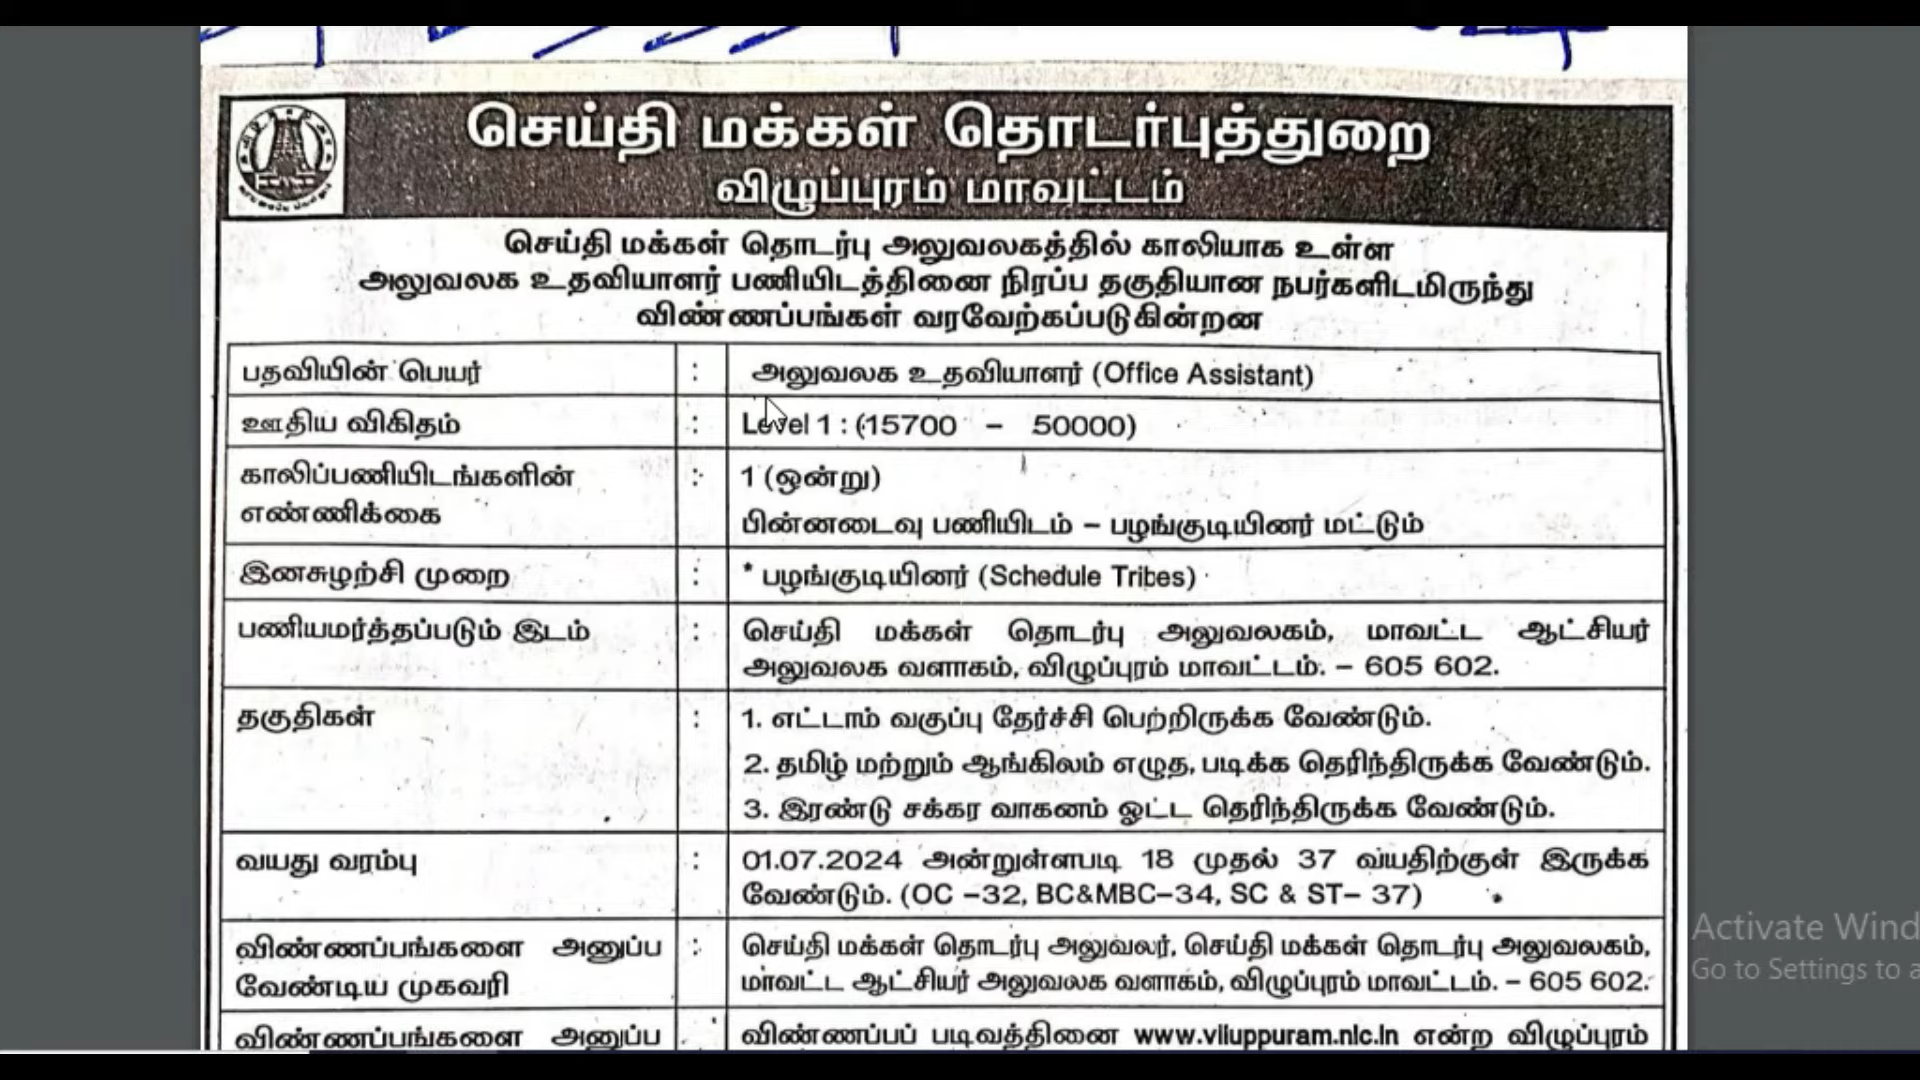 செய்தி மக்கள் தொடர்புத்துறை
விழுப்புரம் மாவட்டம்
செய்தி மக்கள் தொடர்பு அலுவலகத்தில் காலியாக உள்ள
அலுவலக உதவியாளர் பணியிடத்தினை நிரப்ப தகுதியான நபர்களிடமிருந்து
விண்ணப்பங்கள் வரவேற்கப்படுகின்றன
பதவியின் பெயர் : அலுவலக உதவியாளர் (Office Assistant)
ஊதிய விகிதம் : Level 1 : (15700 – 50000)
காலிப்பணியிடங்களின் : 1 (ஒன்று)
எண்ணிக்கை
பின்னடைவு பணியிடம் – பழங்குடியினர் மட்டும்
இனசுழற்சி முறை : * பழங்குடியினர் (Schedule Tribes)
பணியமர்த்தப்படும் இடம் : செய்தி மக்கள் தொடர்பு அலுவலகம், மாவட்ட ஆட்சியர்
அலுவலக வளாகம், விழுப்புரம் மாவட்டம். – 605 602.
தகுதிகள் : 1. எட்டாம் வகுப்பு தேர்ச்சி பெற்றிருக்க வேண்டும்.
2. தமிழ் மற்றும் ஆங்கிலம் எழுத, படிக்க தெரிந்திருக்க வேண்டும்.
3. இரண்டு சக்கர வாகனம் ஓட்ட தெரிந்திருக்க வேண்டும்.
வயது வரம்பு : 01.07.2024 அன்றுள்ளபடி 18 முதல் 37 வயதிற்குள் இருக்க
வேண்டும். (OC –32, BC&MBC–34, SC & ST– 37)
விண்ணப்பங்களை அனுப்ப : செய்தி மக்கள் தொடர்பு அலுவலர், செய்தி மக்கள் தொடர்பு அலுவலகம்,
வேண்டிய முகவரி மாவட்ட ஆட்சியர் அலுவலக வளாகம், விழுப்புரம் மாவட்டம். – 605 602.
விண்ணப்பங்களை அனுப்ப : விண்ணப்பப் படிவத்தினை www.viluppuram.nic.in என்ற விழுப்புரம்
Activate Wind
Go to Settings to a